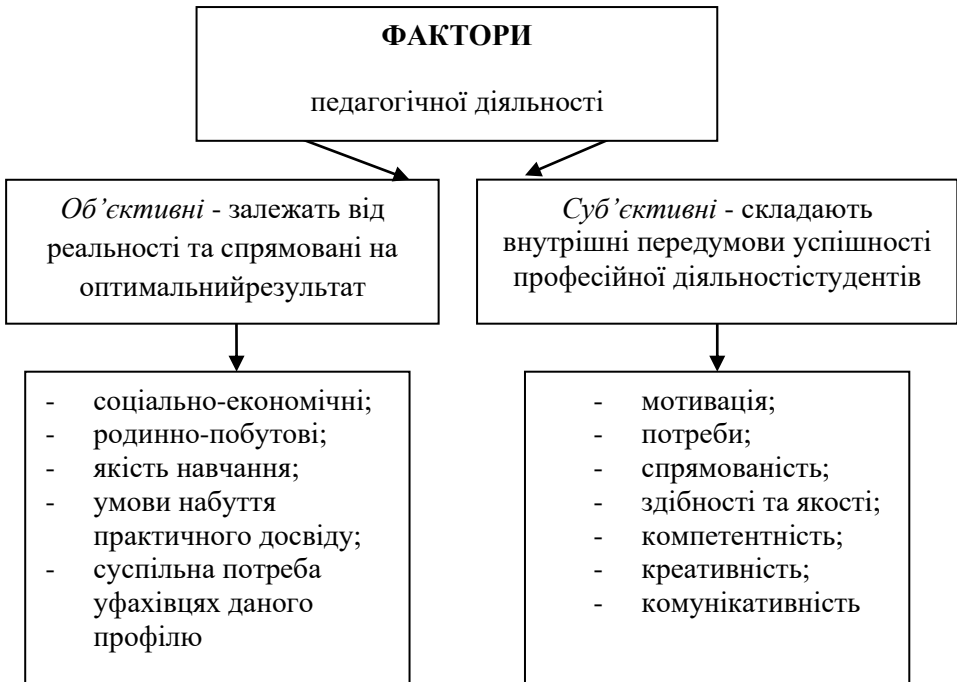 ФАКТОРИ
педагогічної діяльності
Об’єктивні - залежать від
реальності та спрямовані на
оптимальнийрезультат
Суб’єктивні - складають
внутрішні передумови успішності
професійної діяльностістудентів
- соціально-економічні;
- родинно-побутові;
- якість навчання;
- умови набуття
практичного досвіду;
- суспільна потреба
уфахівцях даного
профілю
- мотивація;
- потреби;
- спрямованість;
- здібності та якості;
- компетентність;
- креативність;
- комунікативність